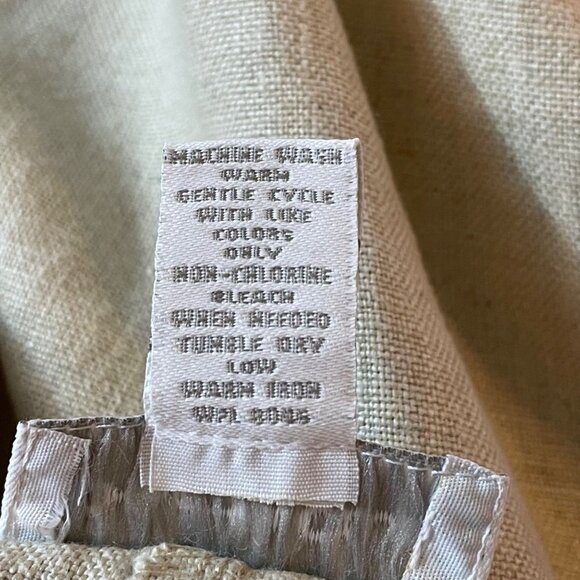 MACHINE WASH
WARM
GENTLE CYCLE
WITH LIKE
COLORS
ONLY
NON-CHLORINE
BLEACH
WHEN NEEDED
TUMBLE DRY
LOW
WARM IRON
WPL